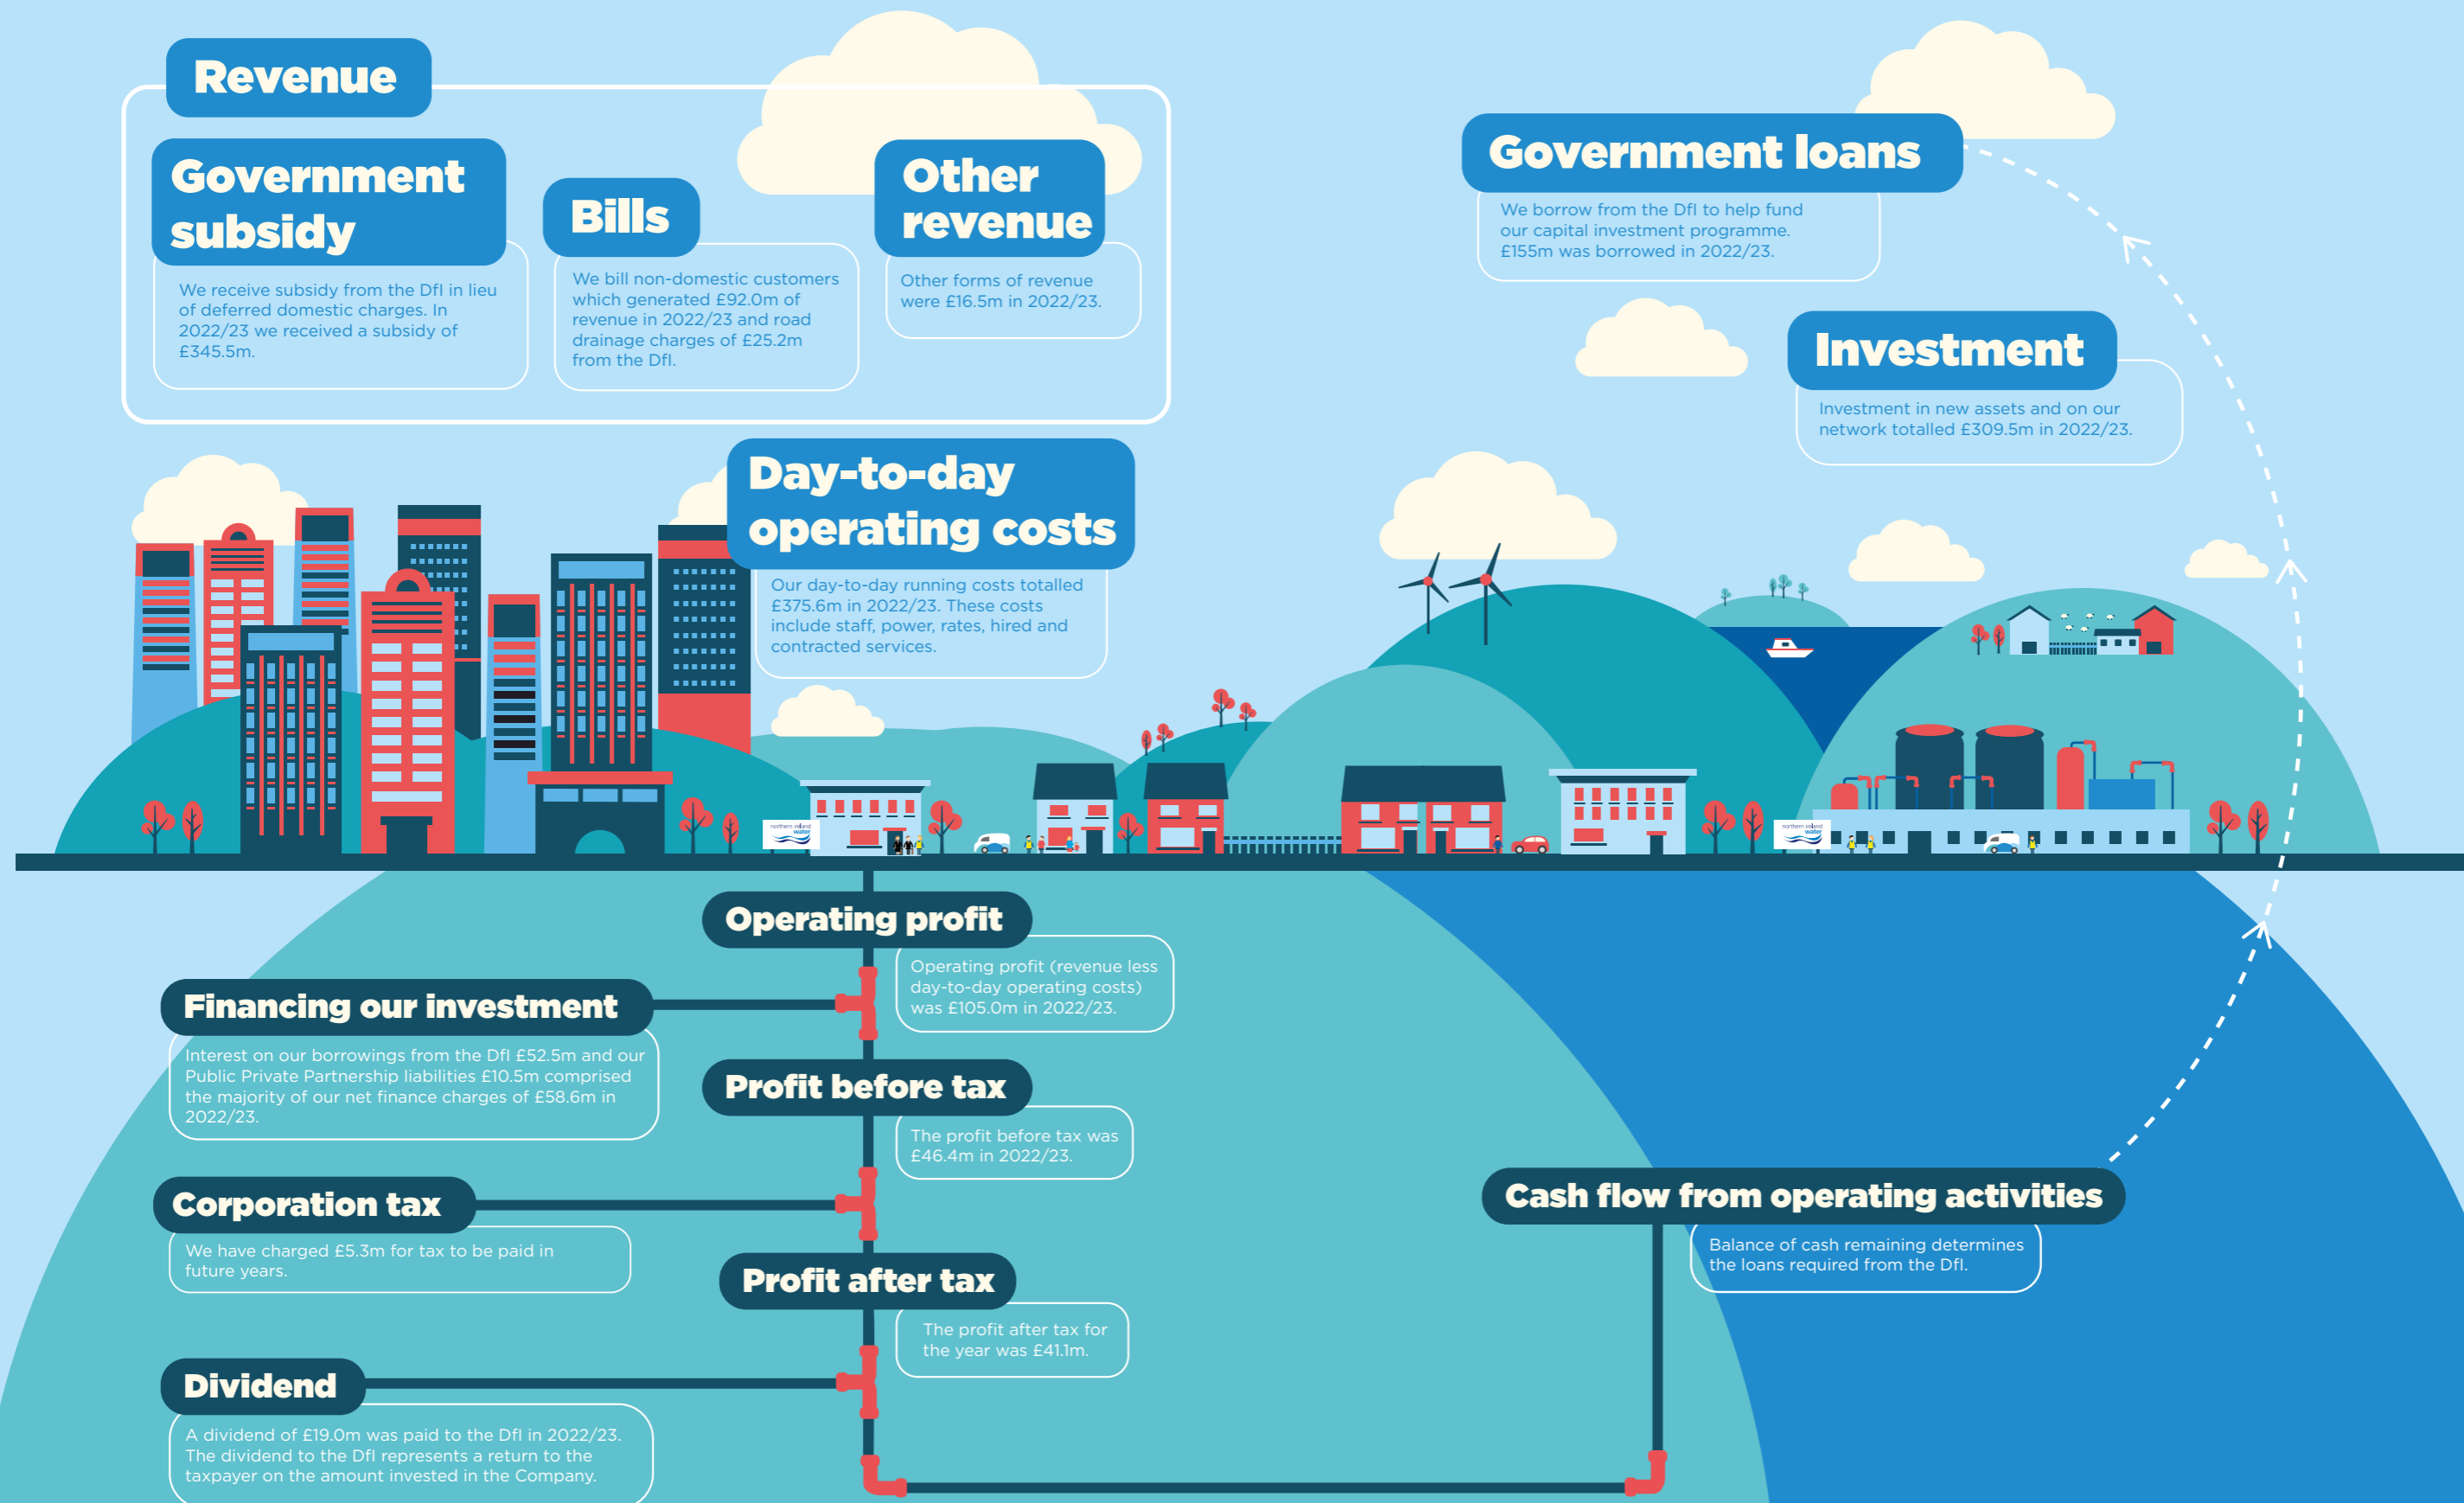 Revenue
Government
subsidy
We receive subsidy from the DfI in lieu
of deferred domestic charges. In
2022/23 we received a subsidy of
£345.5m.
Bills
We bill non-domestic customers
which generated £92.0m of
revenue in 2022/23 and road
drainage charges of £25.2m
from the DfI.
Other
revenue
Other forms of revenue
were £16.5m in 2022/23.
Government loans
We borrow from the DfI to help fund
our capital investment programme.
£155m was borrowed in 2022/23.
Investment
Investment in new assets and on our
network totalled £309.5m in 2022/23.
Day-to-day
operating costs
Our day-to-day running costs totalled
£375.6m in 2022/23. These costs
include staff, power, rates, hired and
contracted services.
northern ireland
water
northern ireland
water
Operating profit
Operating profit (revenue less
day-to-day operating costs)
was £105.0m in 2022/23.
Financing our investment
Interest on our borrowings from the DfI £52.5m and our
Public Private Partnership liabilities £10.5m comprised
the majority of our net finance charges of £58.6m in
2022/23.
Profit before tax
The profit before tax was
£46.4m in 2022/23.
Corporation tax
We have charged £5.3m for tax to be paid in
future years.
Profit after tax
The profit after tax for
the year was £41.1m.
Dividend
A dividend of £19.0m was paid to the DfI in 2022/23.
The dividend to the DfI represents a return to the
taxpayer on the amount invested in the Company.
Cash flow from operating activities
Balance of cash remaining determines
the loans required from the DfI.